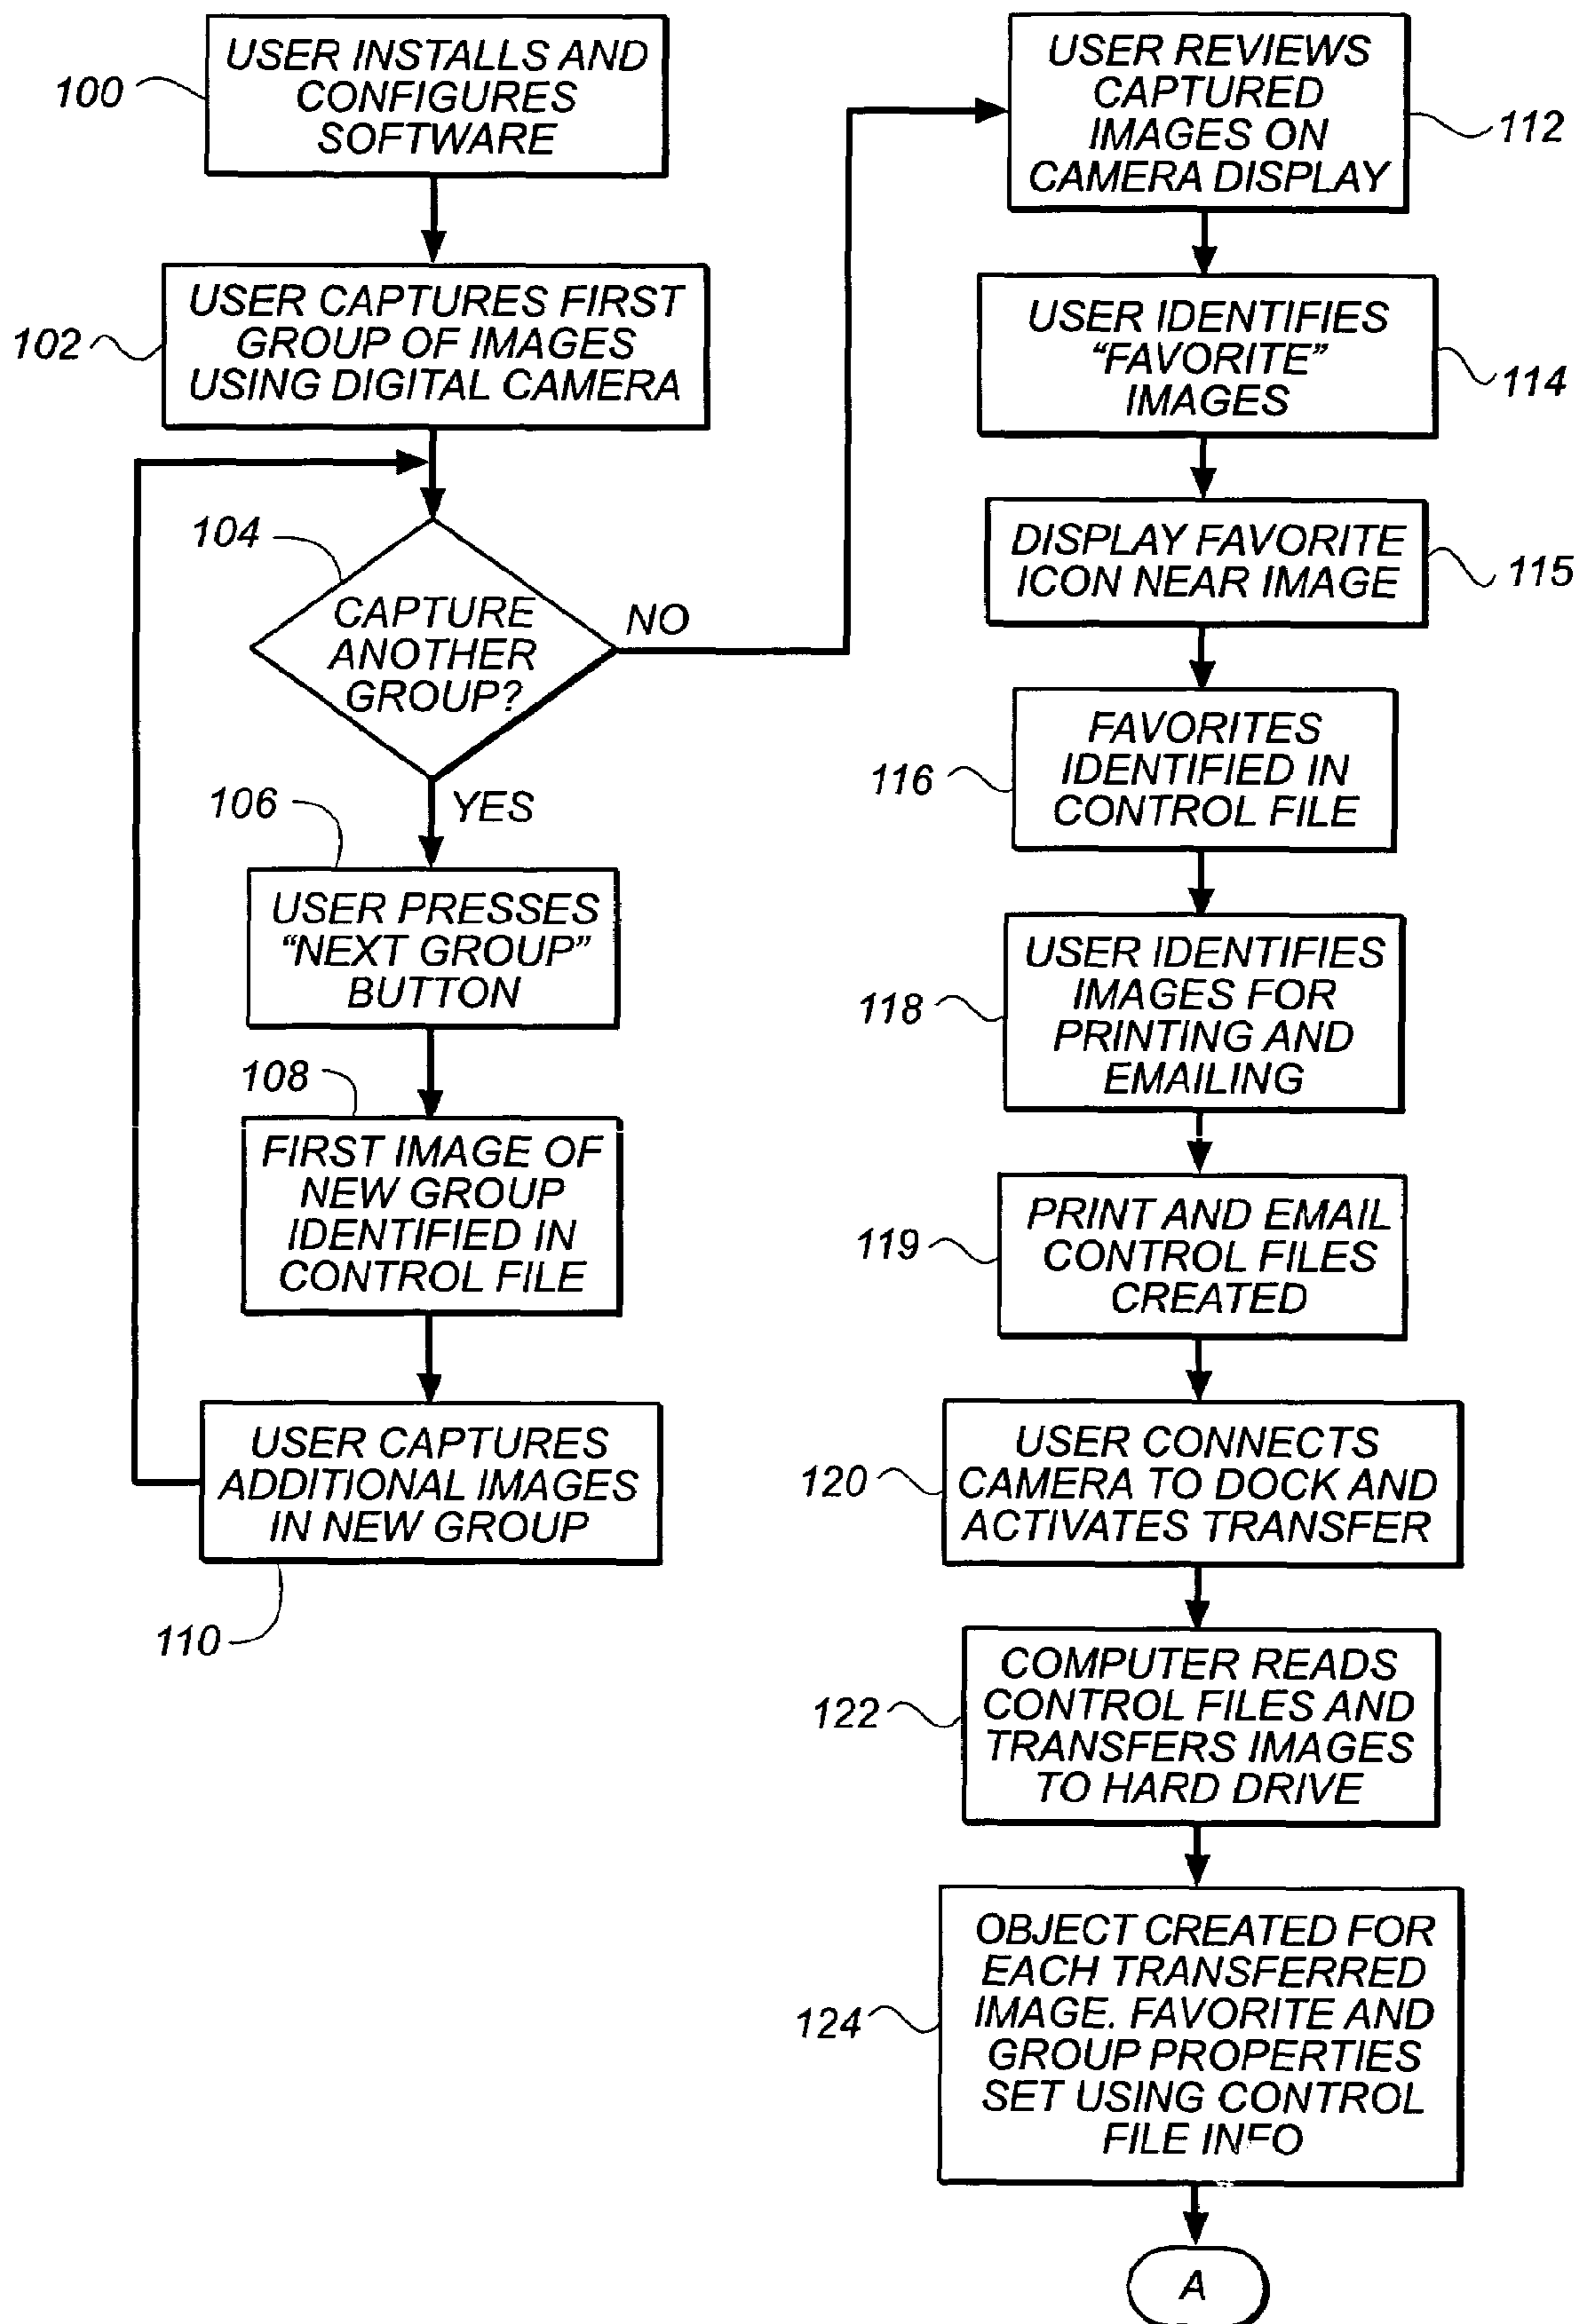 USER INSTALLS AND
CONFIGURES
SOFTWARE
100
USER CAPTURES FIRST
GROUP OF IMAGES
USING DIGITAL CAMERA
102
104
CAPTURE
ANOTHER
GROUP?
NO
YES
106
USER PRESSES
“NEXT GROUP”
BUTTON
108
FIRST IMAGE OF
NEW GROUP
IDENTIFIED IN
CONTROL FILE
USER CAPTURES
ADDITIONAL IMAGES
IN NEW GROUP
110
USER REVIEWS
CAPTURED
IMAGES ON
CAMERA DISPLAY
112
USER IDENTIFIES
“FAVORITE”
IMAGES
114
DISPLAY FAVORITE
ICON NEAR IMAGE
115
FAVORITES
IDENTIFIED IN
CONTROL FILE
116
USER IDENTIFIES
IMAGES FOR
PRINTING AND
EMAILING
118
PRINT AND EMAIL
CONTROL FILES
CREATED
119
USER CONNECTS
CAMERA TO DOCK AND
ACTIVATES TRANSFER
120
COMPUTER READS
CONTROL FILES AND
TRANSFERS IMAGES
TO HARD DRIVE
122
OBJECT CREATED FOR
EACH TRANSFERRED
IMAGE. FAVORITE AND
GROUP PROPERTIES
SET USING CONTROL
FILE INFO
124
A